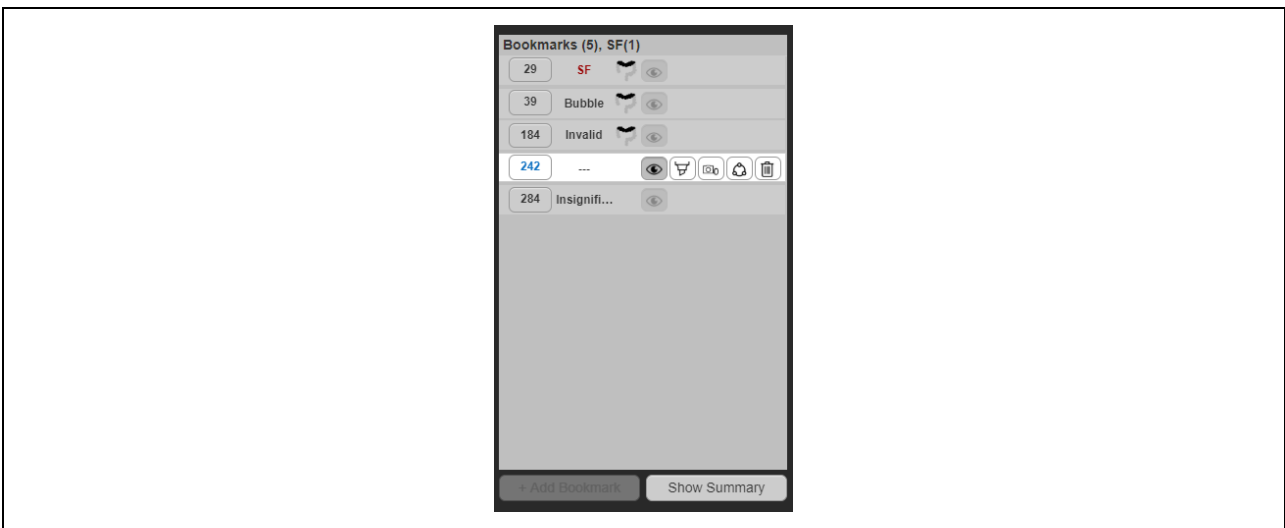 Bookmarks (5), SF(1)
29 SF
39 Bubble
184 Invalid
242 ---
284 Insignifi...
+ Add Bookmark Show Summary